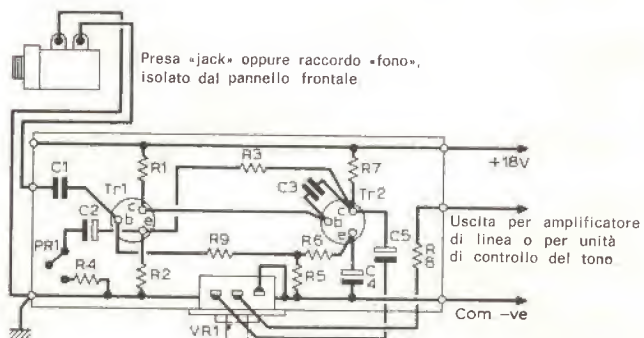 Presa «jack» oppure raccordo «fono»,
isolato dal pannello frontale
C1
R1
R3
R7
+18V
Tr1
c
b
e
C3
c
Tr2
b
e
C2
PR1
R4
R2
R9
R6
R5
C4
C5
R8
Uscita per amplificatore
di linea o per unità
di controllo del tono
VR1
Com -ve